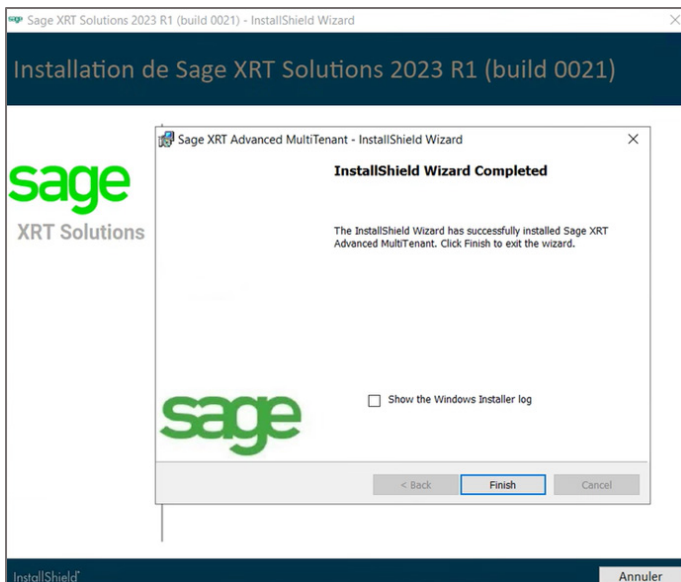 Sage XRT Solutions 2023 R1 (build 0021) - InstallShield Wizard
Installation de Sage XRT Solutions 2023 R1 (build 0021)
sage
XRT Solutions
Sage XRT Advanced MultiTenant - InstallShield Wizard
InstallShield Wizard Completed
The InstallShield Wizard has successfully installed Sage XRT
Advanced MultiTenant. Click Finish to exit the wizard.
sage
Show the Windows Installer log
< Back Finish Cancel
InstallShield Annuler